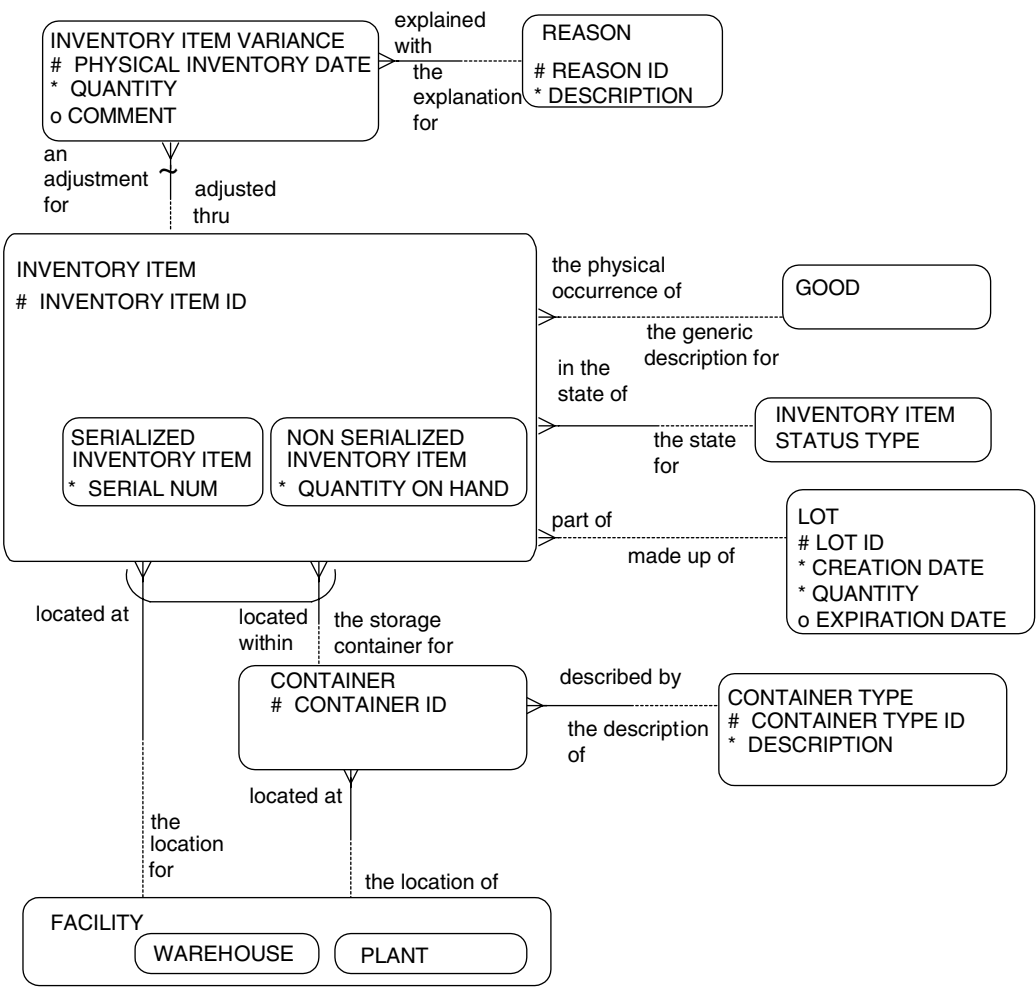 INVENTORY ITEM VARIANCE
# PHYSICAL INVENTORY DATE
* QUANTITY
o COMMENT
explained
with
the
explanation
for
REASON
# REASON ID
* DESCRIPTION
an
adjustment
for
~
adjusted
thru
INVENTORY ITEM
# INVENTORY ITEM ID
SERIALIZED
INVENTORY ITEM
* SERIAL NUM
NON SERIALIZED
INVENTORY ITEM
* QUANTITY ON HAND
the physical
occurrence of
the generic
description for
GOOD
in the
state of
the state
for
INVENTORY ITEM
STATUS TYPE
part of
made up of
LOT
# LOT ID
* CREATION DATE
* QUANTITY
o EXPIRATION DATE
located at
located
within
the storage
container for
CONTAINER
# CONTAINER ID
described by
the description
of
CONTAINER TYPE
# CONTAINER TYPE ID
* DESCRIPTION
located at
the
location
for
the location of
FACILITY
WAREHOUSE
PLANT